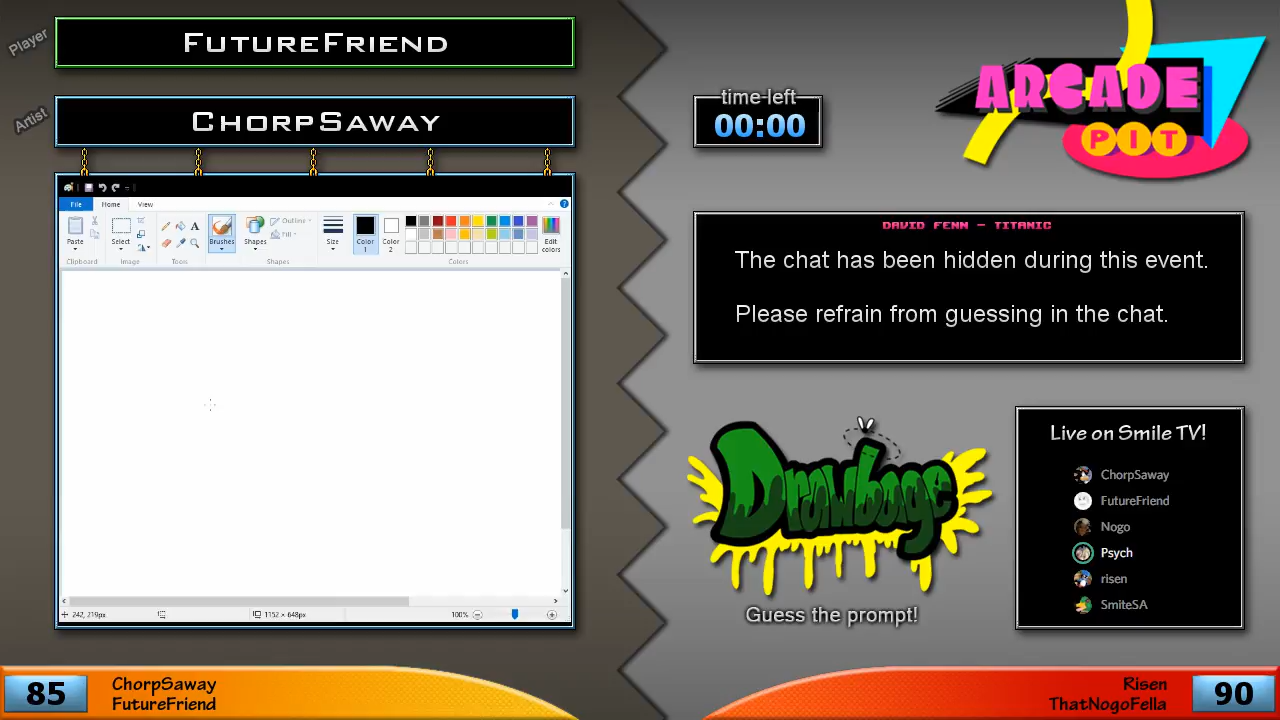 Player
FutureFriend
Artist
ChorpSaway
File
Home
View
Paste
Select
Brushes
Shapes
Outline
Fill
Size
Color 1
Color 2
Edit colors
Clipboard
Image
Tools
Shapes
Colors
242, 219px
1152 × 648px
100%
time left
00:00
ARCADE
PIT
DAVID FENN - TITANIC
The chat has been hidden during this event.
Please refrain from guessing in the chat.
Drawbage
Guess the prompt!
Live on Smile TV!
ChorpSaway
FutureFriend
Nogo
Psych
risen
SmiteSA
85
ChorpSaway
FutureFriend
Risen
ThatNogoFella
90